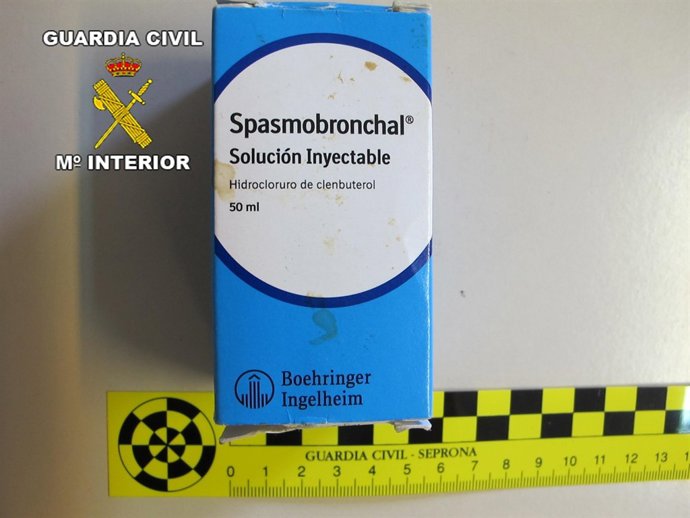 GUARDIA CIVIL
Mº INTERIOR
Spasmobronchal®
Solución Inyectable
Hidrocloruro de clenbuterol
50 ml
Boehringer
Ingelheim
GUARDIA CIVIL - SEPRONA
0 1 2 3 4 5 6 7 8 9 10 11 12 13